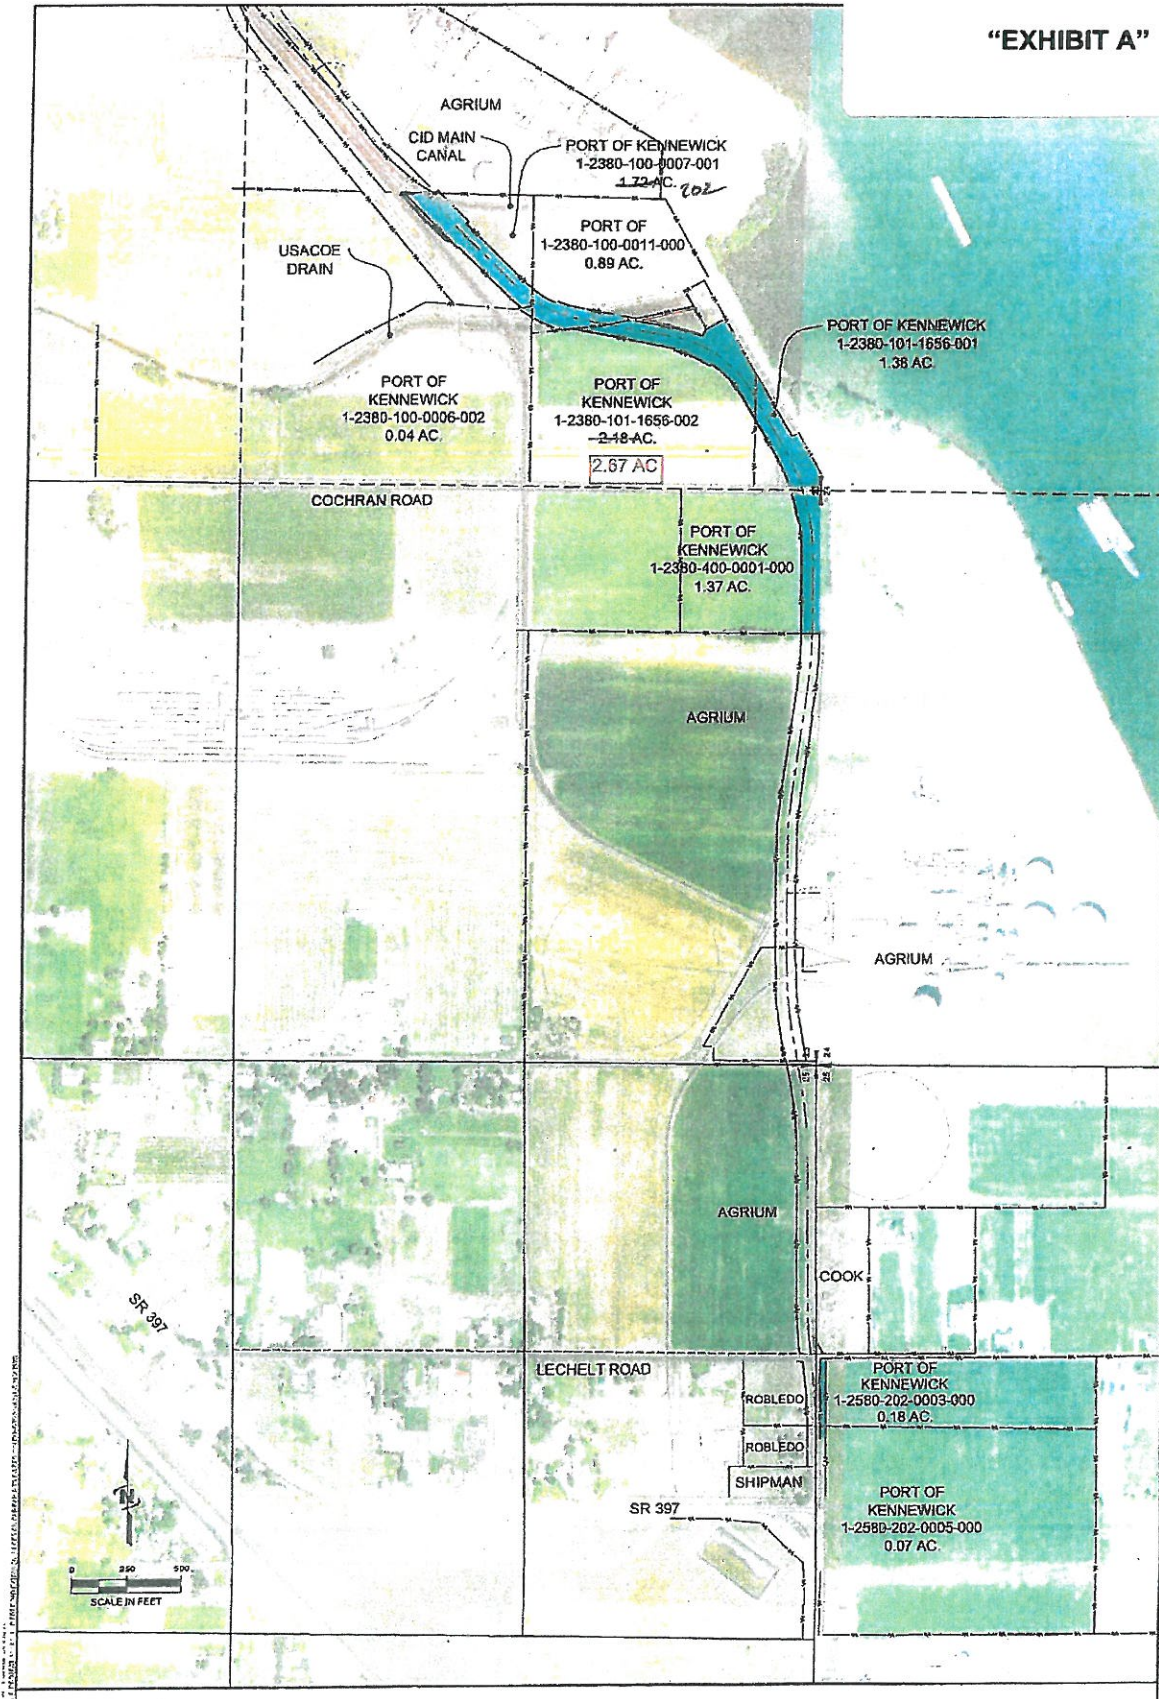 "EXHIBIT A"
AGRIUM
CID MAIN
CANAL
PORT OF KENNEWICK
1-2380-100-0007-001
1.72 AC.
202
PORT OF
1-2380-100-0011-000
0.89 AC.
USACOE
DRAIN
PORT OF KENNEWICK
1-2380-101-1656-001
1.38 AC.
PORT OF
KENNEWICK
1-2380-100-0006-002
0.04 AC.
PORT OF
KENNEWICK
1-2380-101-1656-002
2.18 AC.
2.67 AC
COCHRAN ROAD
PORT OF
KENNEWICK
1-2380-400-0001-000
1.37 AC.
AGRIUM
AGRIUM
23 24
25
AGRIUM
COOK
SR 397
LECHELT ROAD
PORT OF
KENNEWICK
1-2580-202-0003-000
0.18 AC.
ROBLEDO
ROBLEDO
SHIPMAN
SR 397
PORT OF
KENNEWICK
1-2580-202-0005-000
0.07 AC.
N
0 250 500
SCALE IN FEET